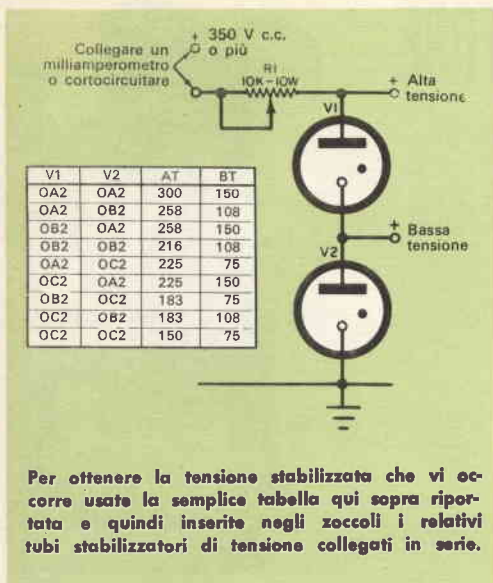 Collegare un
milliamperometro
o cortocircuitare
+ 350 V c.c.
o più
R1
10K-10W
V1
+ Alta
tensione
+ Bassa
tensione
V2
V1 V2 AT BT
OA2 OA2 300 150
OA2 OB2 258 108
OB2 OA2 258 150
OB2 OB2 216 108
OA2 OC2 225 75
OC2 OA2 225 150
OB2 OC2 183 75
OC2 OB2 183 108
OC2 OC2 150 75
Per ottenere la tensione stabilizzata che vi oc-
corre usate la semplice tabella qui sopra ripor-
tata e quindi inserite negli zoccoli i relativi
tubi stabilizzatori di tensione collegati in serie.